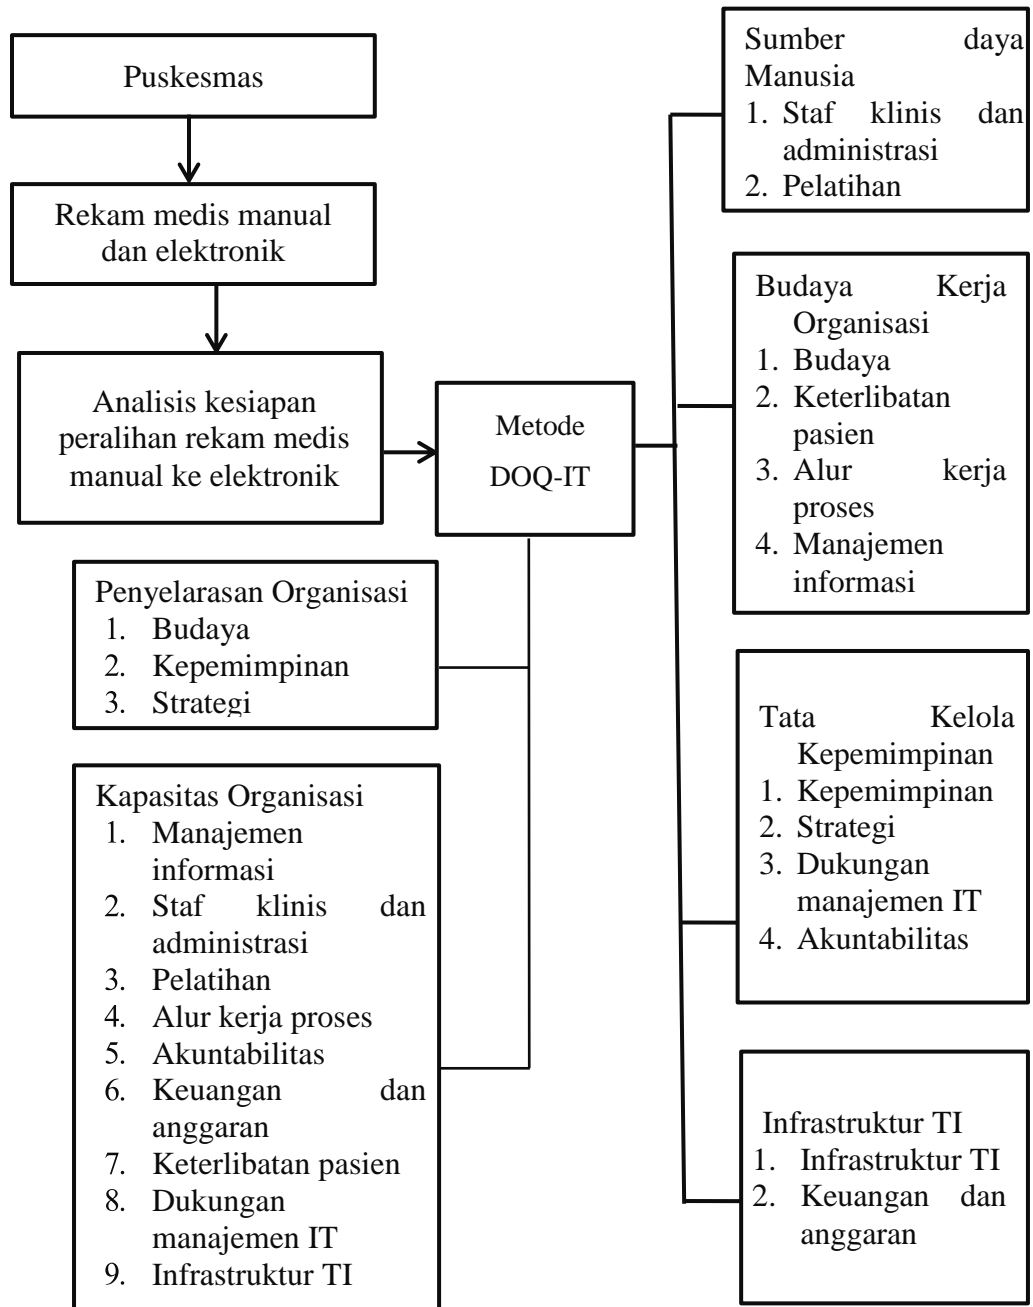 Puskesmas
Rekam medis manual
dan elektronik
Analisis kesiapan
peralihan rekam medis
manual ke elektronik
Metode
DOQ-IT
Penyelarasan Organisasi
1. Budaya
2. Kepemimpinan
3. Strategi
Kapasitas Organisasi
1. Manajemen
informasi
2. Staf klinis dan
administrasi
3. Pelatihan
4. Alur kerja proses
5. Akuntabilitas
6. Keuangan dan
anggaran
7. Keterlibatan pasien
8. Dukungan
manajemen IT
9. Infrastruktur TI
Sumber daya
Manusia
1. Staf klinis dan
administrasi
2. Pelatihan
Budaya Kerja
Organisasi
1. Budaya
2. Keterlibatan
pasien
3. Alur kerja
proses
4. Manajemen
informasi
Tata Kelola
Kepemimpinan
1. Kepemimpinan
2. Strategi
3. Dukungan
manajemen IT
4. Akuntabilitas
Infrastruktur TI
1. Infrastruktur TI
2. Keuangan dan
anggaran